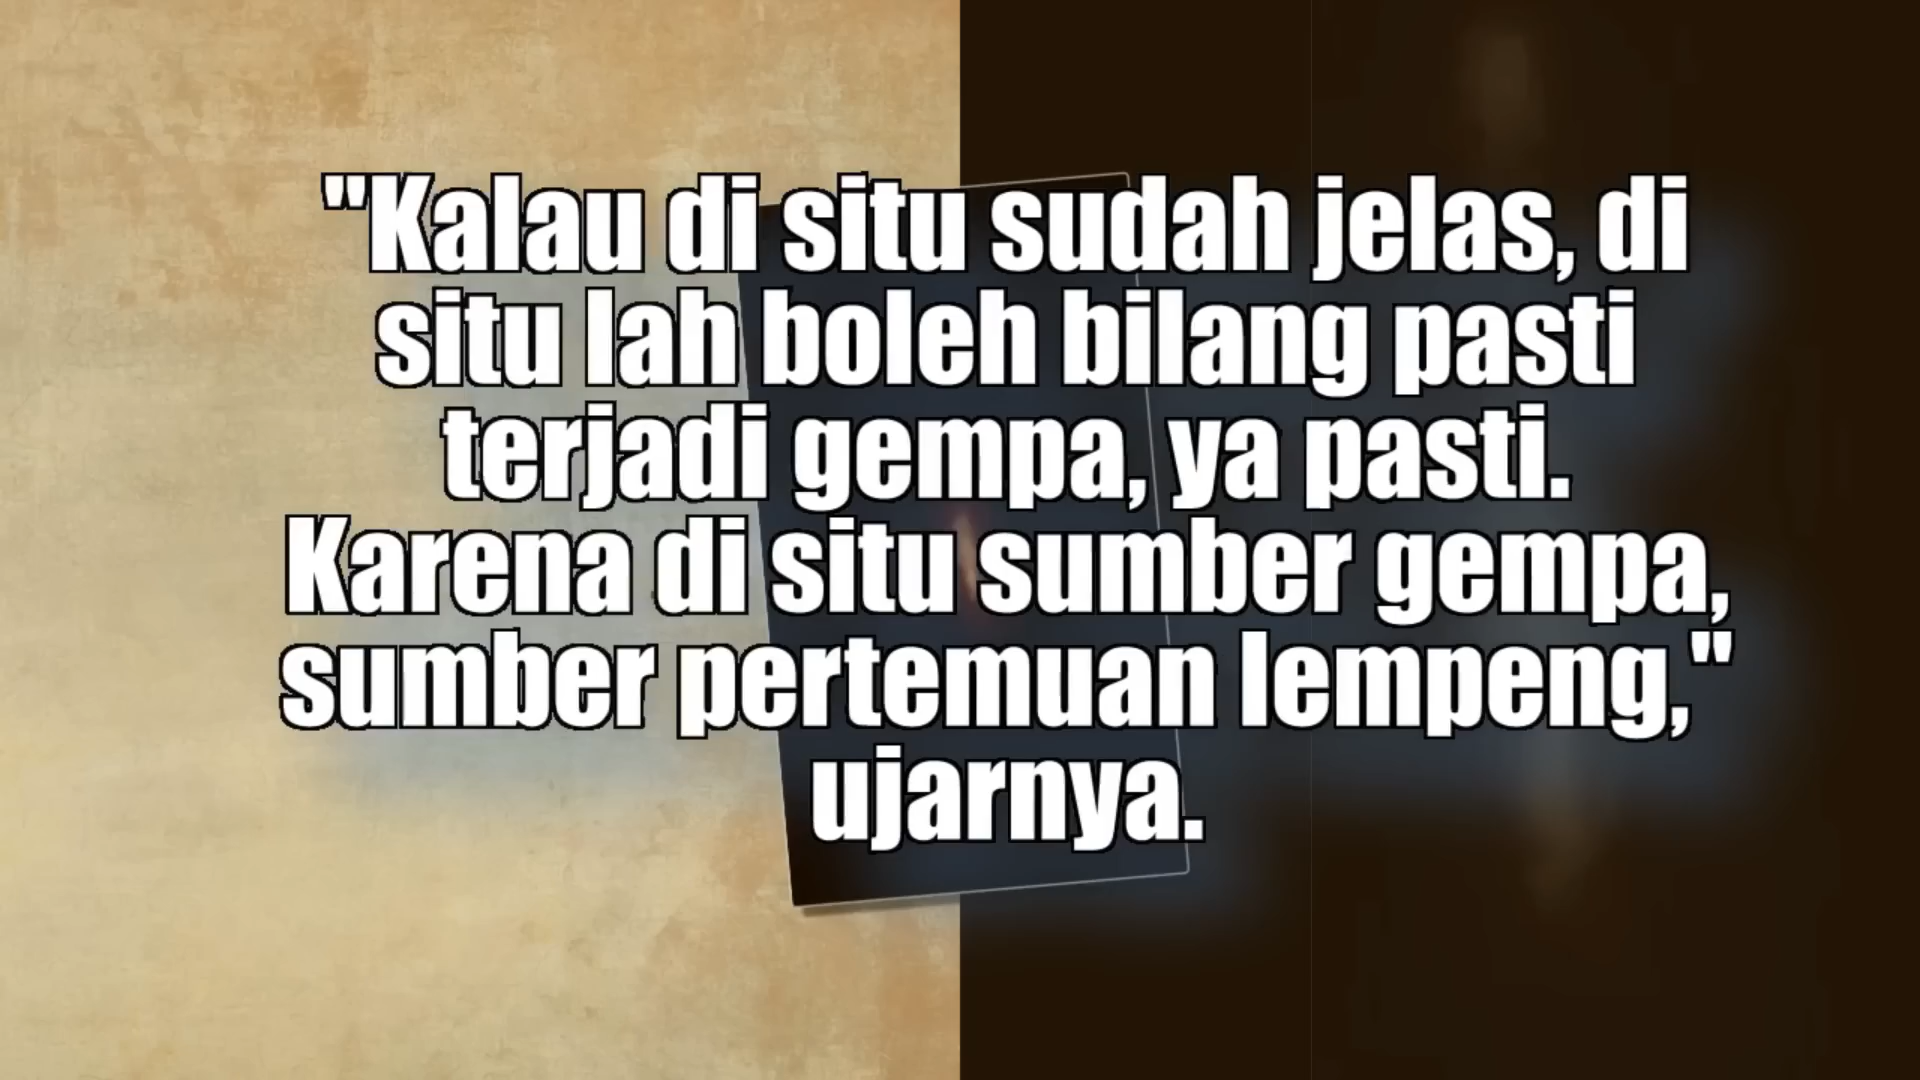 "Kalau di situ sudah jelas, di
situ lah boleh bilang pasti
terjadi gempa, ya pasti.
Karena di situ sumber gempa,
sumber pertemuan lempeng,"
ujarnya.